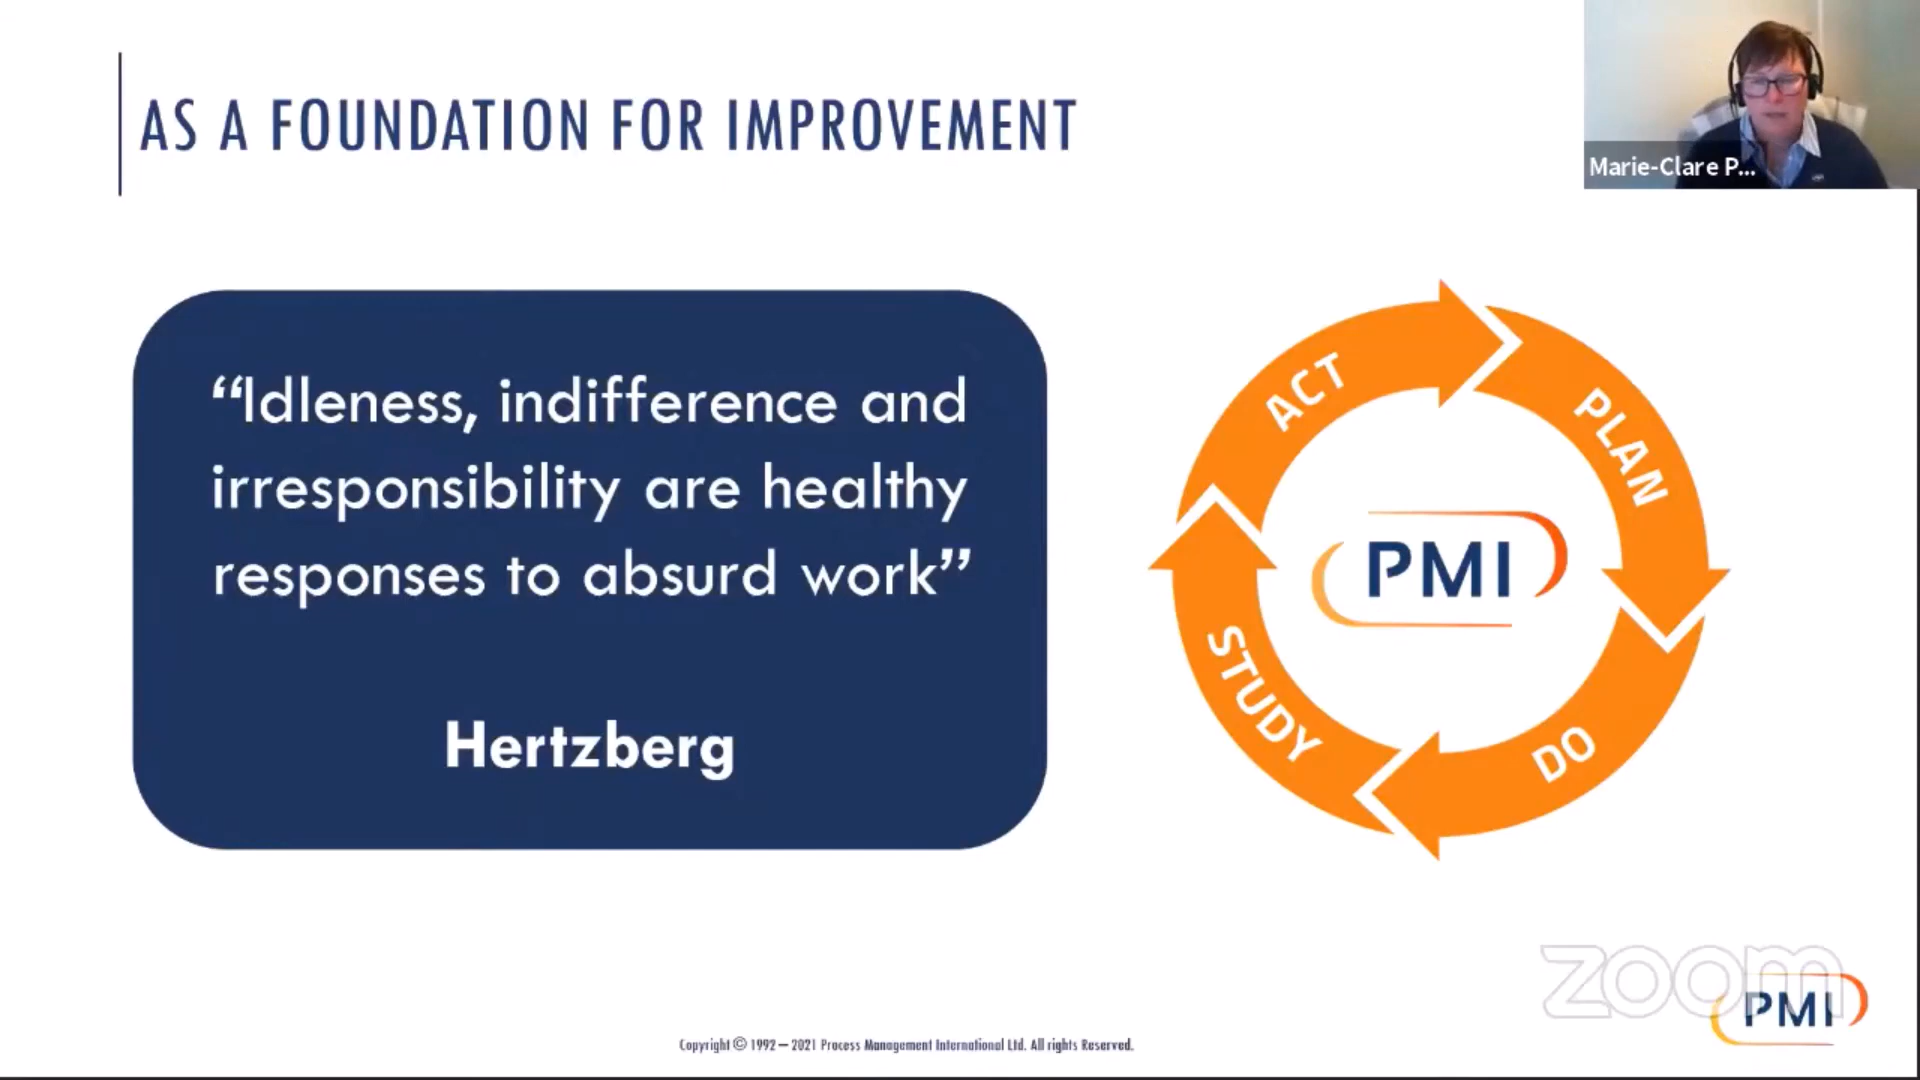 AS A FOUNDATION FOR IMPROVEMENT
Marie-Clare P...
“Idleness, indifference and
irresponsibility are healthy
responses to absurd work”
Hertzberg
ACT
PLAN
PMI
STUDY
DO
zoom
PMI
Copyright © 1992 – 2021 Process Management International Ltd. All rights Reserved.